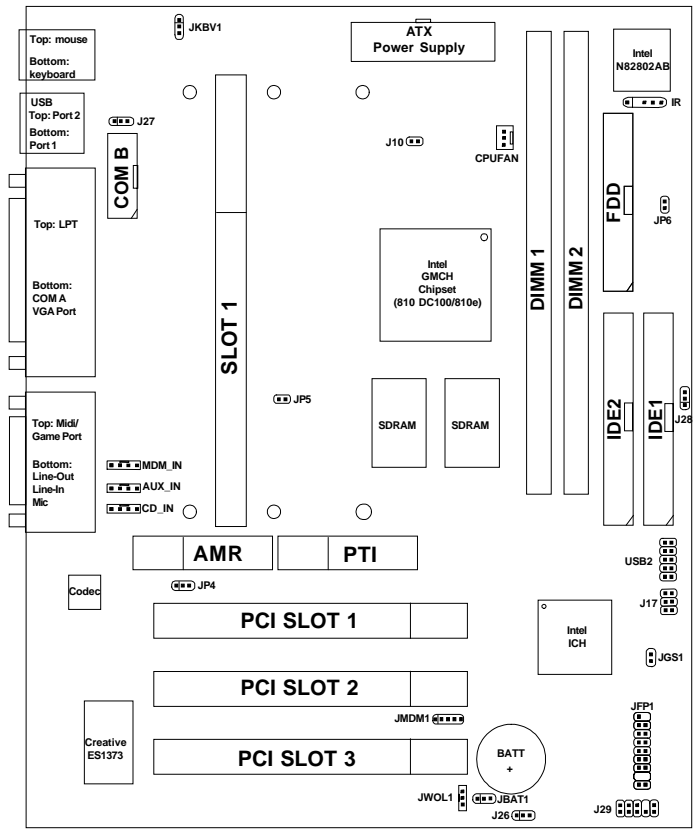 Top: mouse
Bottom:
keyboard
JKBV1
ATX
Power Supply
Intel
N82802AB
USB
Top: Port 2
Bottom:
Port 1
J27
COM B
J10
CPUFAN
IR
FDD
JP6
Top: LPT
Bottom:
COM A
VGA Port
SLOT 1
Intel
GMCH
Chipset
(810 DC100/810e)
DIMM 1
DIMM 2
JP5
SDRAM
SDRAM
IDE2
IDE1
J28
Top: Midi/
Game Port
Bottom:
Line-Out
Line-In
Mic
MDM_IN
AUX_IN
CD_IN
AMR
PTI
USB2
Codec
JP4
J17
PCI SLOT 1
Intel
ICH
JGS1
PCI SLOT 2
JFP1
JMDM1
Creative
ES1373
PCI SLOT 3
BATT
+
JWOL1
JBAT1
J26
J29